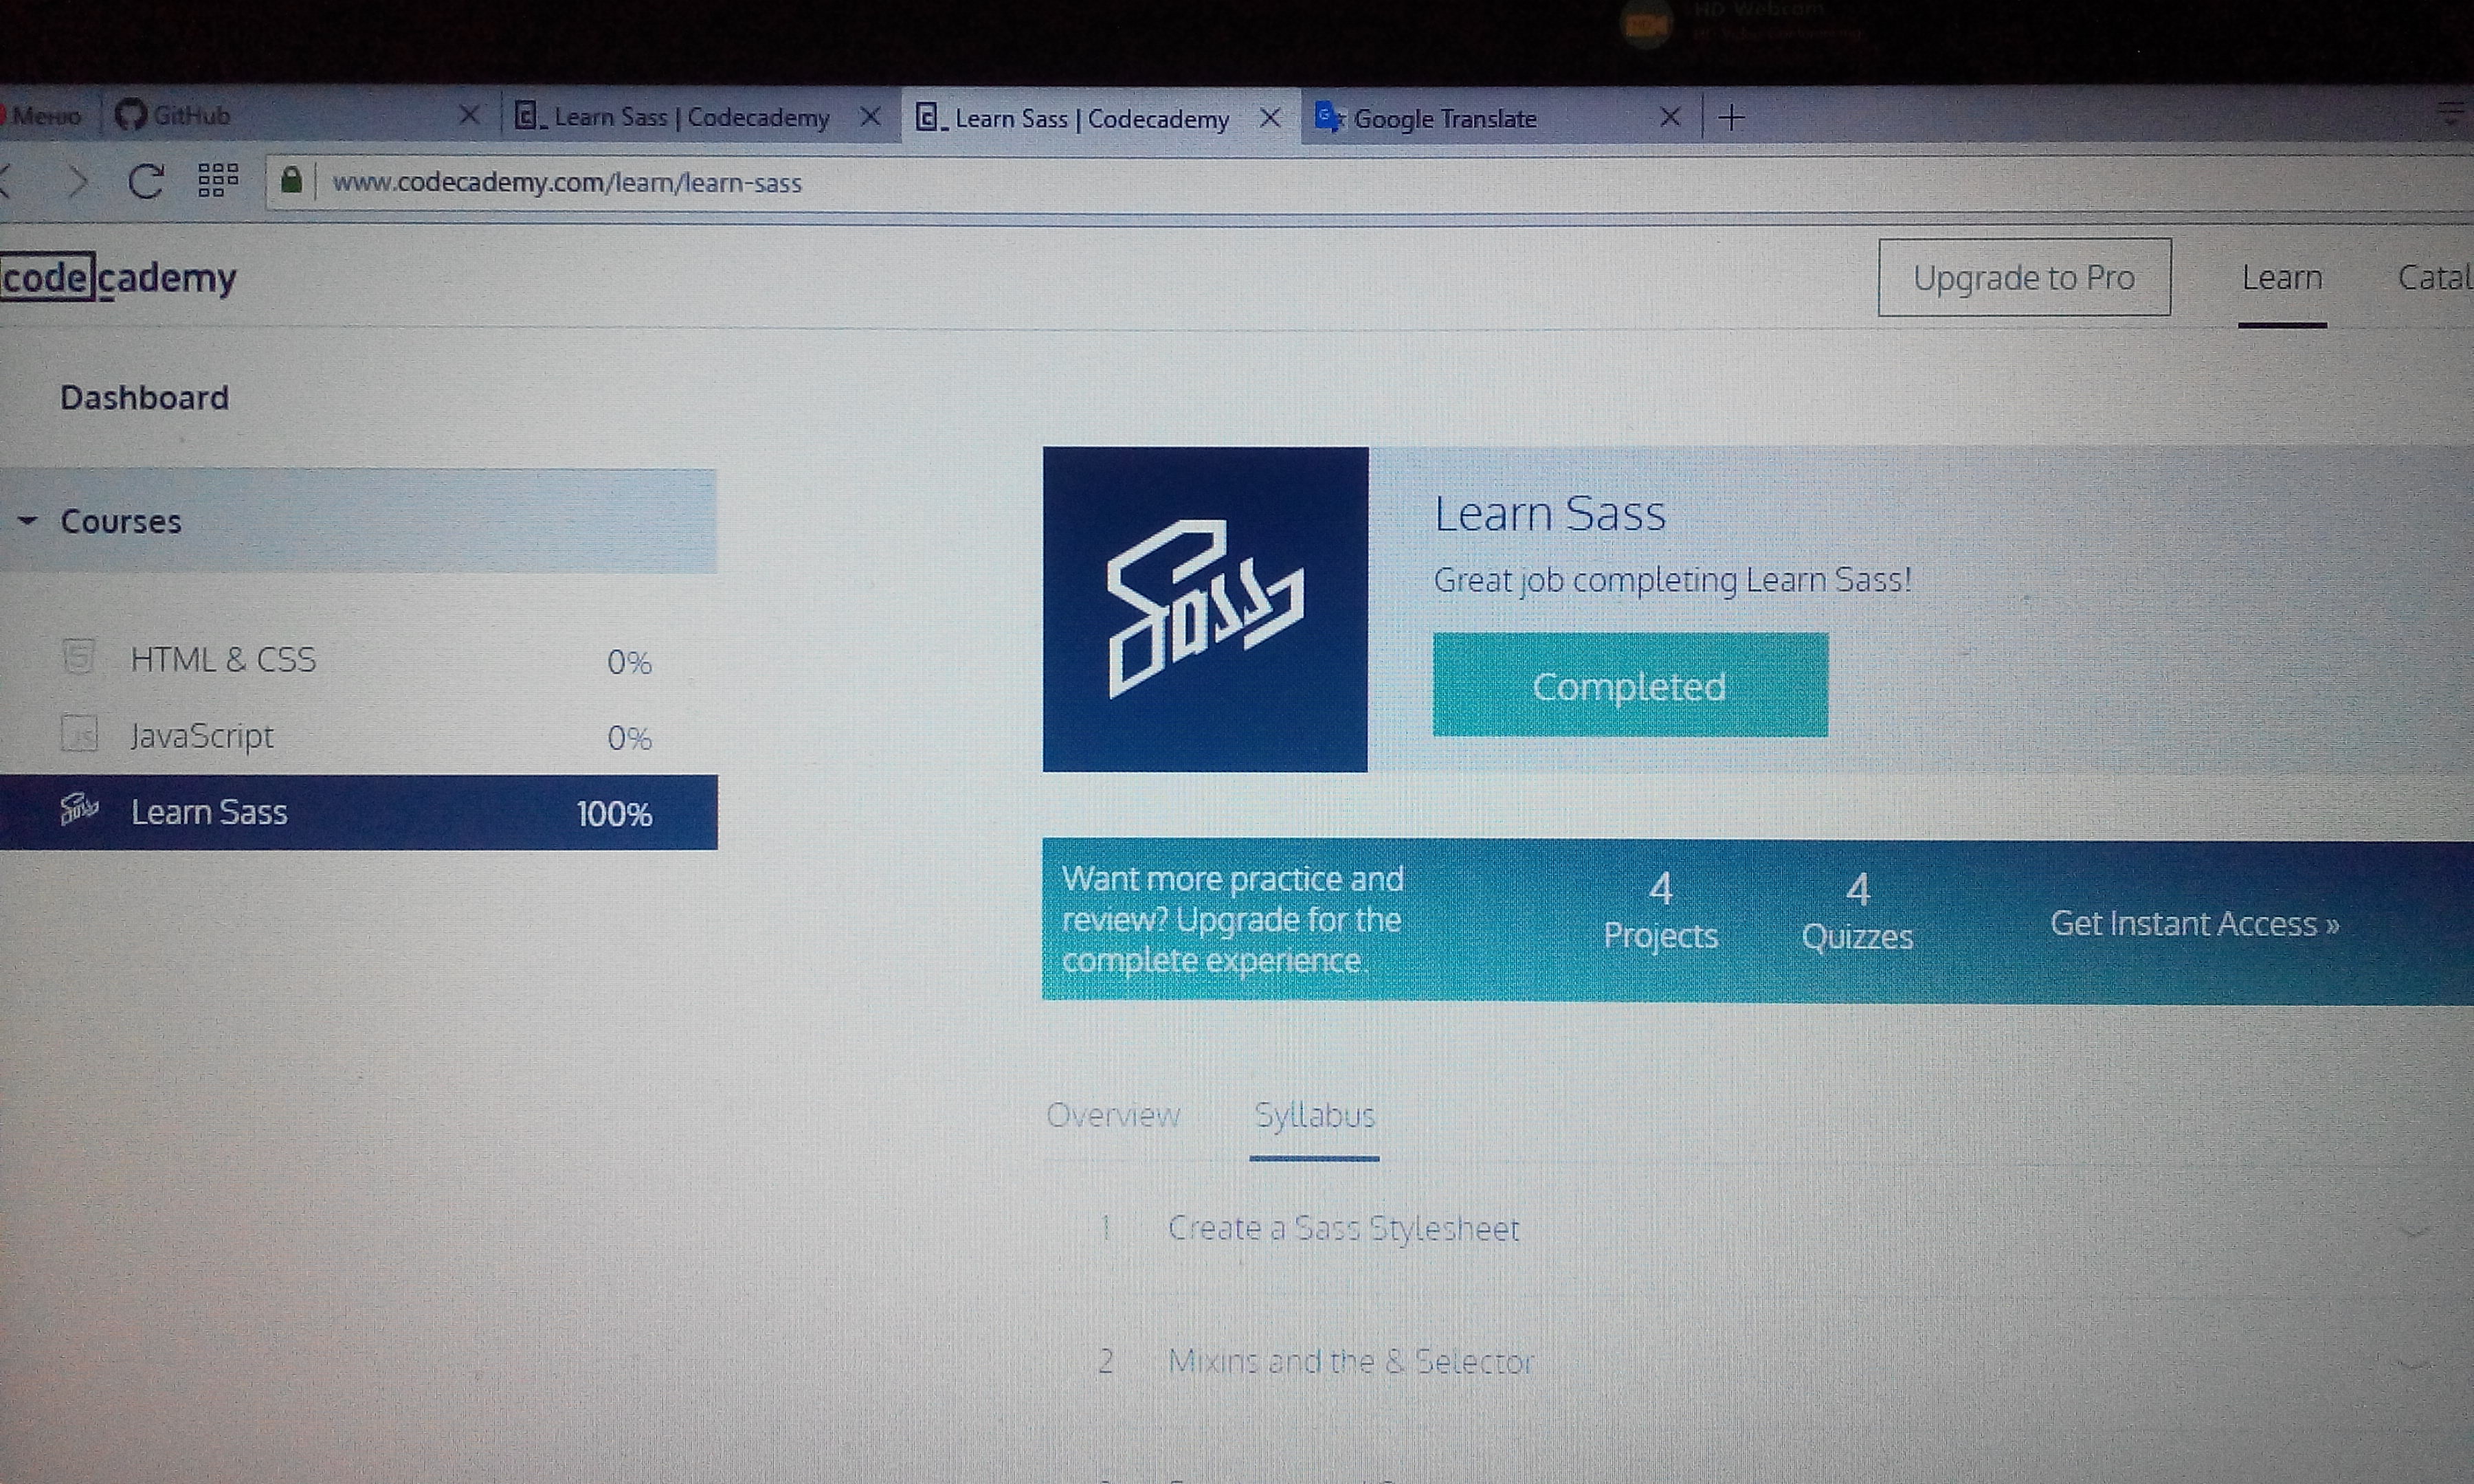 HD Webcam
Меню
GitHub
Learn Sass | Codecademy
Learn Sass | Codecademy
Google Translate
www.codecademy.com/learn/learn-sass
codecademy
Upgrade to Pro
Learn
Catal
Dashboard
Courses
HTML & CSS 0%
JavaScript 0%
Learn Sass 100%
Sass
Learn Sass
Great job completing Learn Sass!
Completed
Want more practice and
review? Upgrade for the
complete experience.
4
Projects
4
Quizzes
Get Instant Access »
Overview
Syllabus
1 Create a Sass Stylesheet
2 Mixins and the & Selector